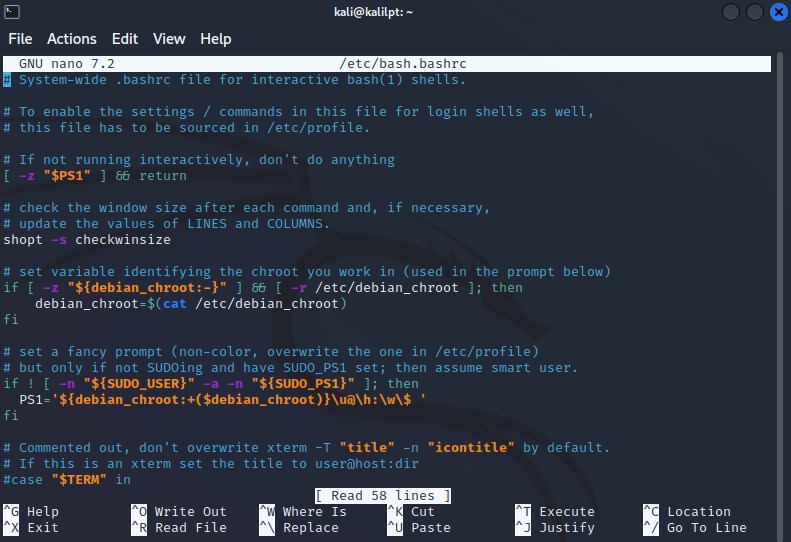 kali@kalilpt: ~
File Actions Edit View Help
GNU nano 7.2 /etc/bash.bashrc
# System-wide .bashrc file for interactive bash(1) shells.
# To enable the settings / commands in this file for login shells as well,
# this file has to be sourced in /etc/profile.
# If not running interactively, don't do anything
[ -z "$PS1" ] && return
# check the window size after each command and, if necessary,
# update the values of LINES and COLUMNS.
shopt -s checkwinsize
# set variable identifying the chroot you work in (used in the prompt below)
if [ -z "${debian_chroot:-}" ] && [ -r /etc/debian_chroot ]; then
    debian_chroot=$(cat /etc/debian_chroot)
fi
# set a fancy prompt (non-color, overwrite the one in /etc/profile)
# but only if not SUDOing and have SUDO_PS1 set; then assume smart user.
if ! [ -n "${SUDO_USER}" -a -n "${SUDO_PS1}" ]; then
  PS1='${debian_chroot:+($debian_chroot)}\u@\h:\w\$ '
fi
# Commented out, don't overwrite xterm -T "title" -n "icontitle" by default.
# If this is an xterm set the title to user@host:dir
#case "$TERM" in
[ Read 58 lines ]
^G Help ^O Write Out ^W Where Is ^K Cut ^T Execute ^C Location
^X Exit ^R Read File ^\ Replace ^U Paste ^J Justify ^/ Go To Line